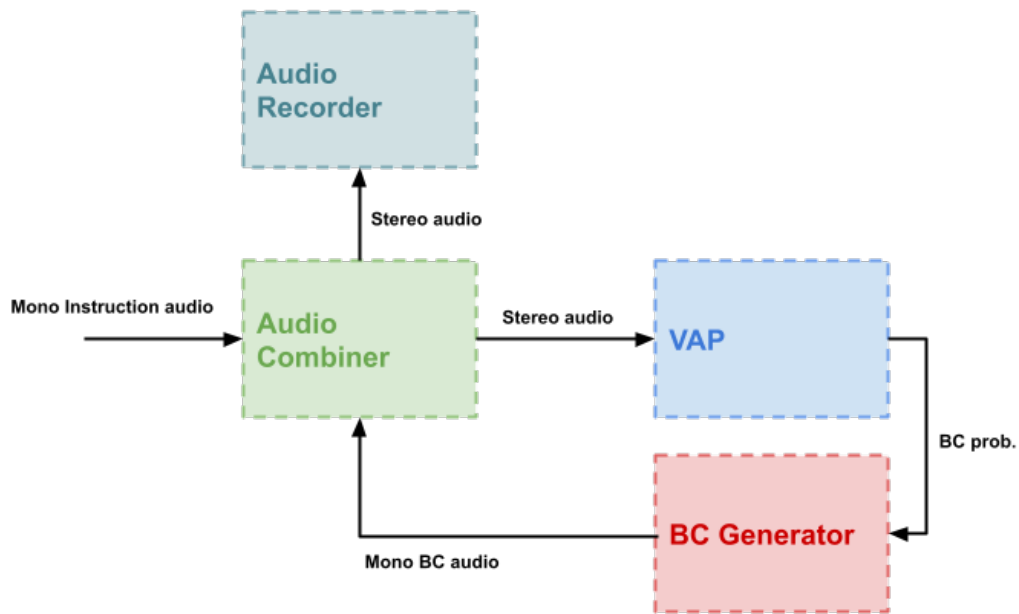 Audio
Recorder
Stereo audio
Mono Instruction audio
Audio
Combiner
Stereo audio
VAP
BC prob.
BC Generator
Mono BC audio